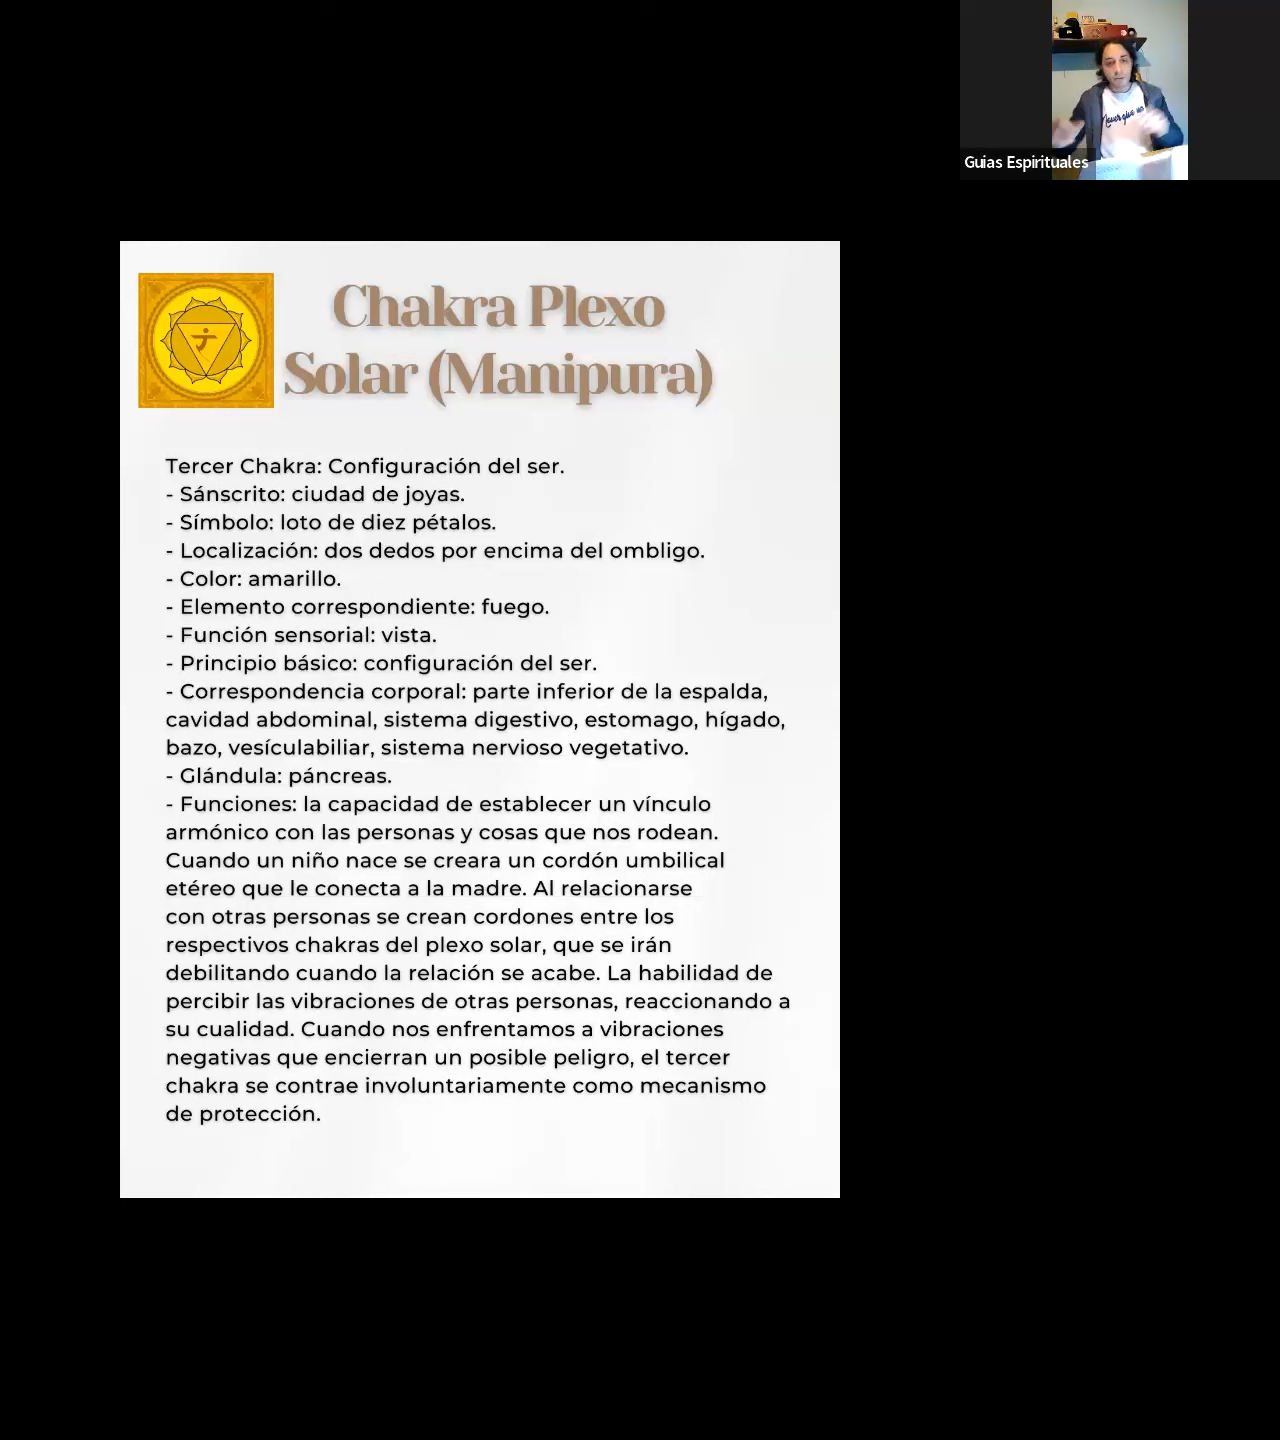 Guias Espirituales
Chakra Plexo
Solar (Manipura)
Tercer Chakra: Configuración del ser.
- Sánscrito: ciudad de joyas.
- Símbolo: loto de diez pétalos.
- Localización: dos dedos por encima del ombligo.
- Color: amarillo.
- Elemento correspondiente: fuego.
- Función sensorial: vista.
- Principio básico: configuración del ser.
- Correspondencia corporal: parte inferior de la espalda,
cavidad abdominal, sistema digestivo, estomago, hígado,
bazo, vesículabiliar, sistema nervioso vegetativo.
- Glándula: páncreas.
- Funciones: la capacidad de establecer un vínculo
armónico con las personas y cosas que nos rodean.
Cuando un niño nace se creara un cordón umbilical
etéreo que le conecta a la madre. Al relacionarse
con otras personas se crean cordones entre los
respectivos chakras del plexo solar, que se irán
debilitando cuando la relación se acabe. La habilidad de
percibir las vibraciones de otras personas, reaccionando a
su cualidad. Cuando nos enfrentamos a vibraciones
negativas que encierran un posible peligro, el tercer
chakra se contrae involuntariamente como mecanismo
de protección.